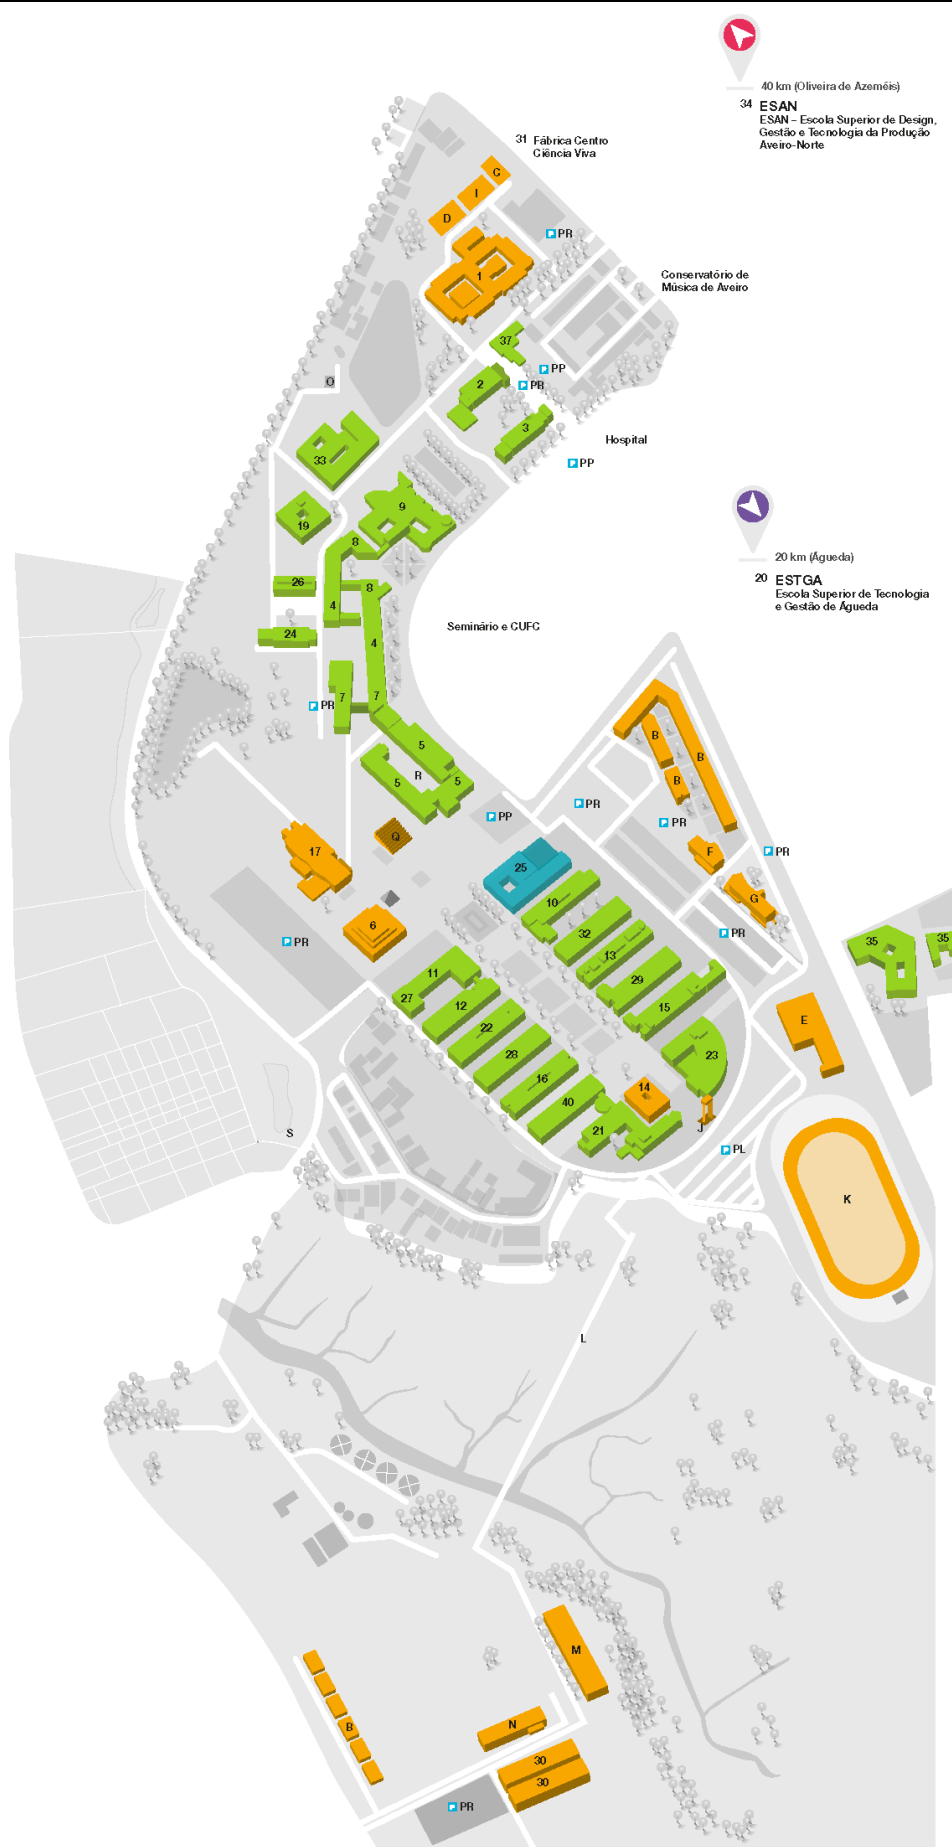 40 km (Oliveira de Azeméis)
34 ESAN
ESAN – Escola Superior de Design,
Gestão e Tecnologia da Produção
Aveiro-Norte
31 Fábrica Centro
Ciência Viva
C
I
D
PR
1
Conservatório de
Música de Aveiro
37
PP
O
2
PR
3
Hospital
33
PP
9
19
8
20 km (Águeda)
20 ESTGA
Escola Superior de Tecnologia
e Gestão de Águeda
26
8
4
24
Seminário e CUFC
4
7
7
PR
B
5
B
R
5
5
B
PR
PP
PR
Q
17
F
PR
25
G
10
6
32
PR
PR
35
35
13
11
29
27
12
15
E
22
28
23
16
14
40
J
21
S
PL
K
L
M
B
N
30
30
PR